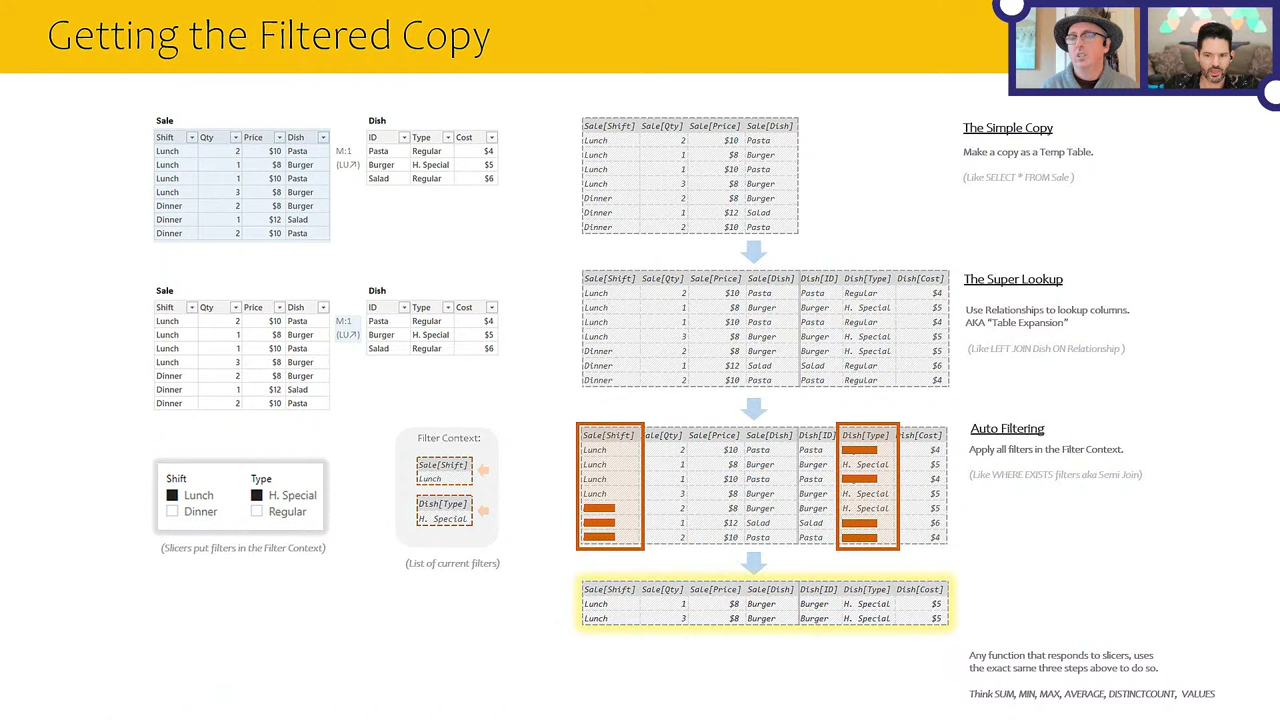 Getting the Filtered Copy
Sale
Shift Qty Price Dish
Lunch 2 $10 Pasta
Lunch 1 $8 Burger
Lunch 1 $10 Pasta
Lunch 3 $8 Burger
Dinner 2 $8 Burger
Dinner 1 $12 Salad
Dinner 2 $10 Pasta
M:1
(LU↗)
Dish
ID Type Cost
Pasta Regular $4
Burger H. Special $5
Salad Regular $6
Sale[Shift] Sale[Qty] Sale[Price] Sale[Dish]
Lunch 2 $10 Pasta
Lunch 1 $8 Burger
Lunch 1 $10 Pasta
Lunch 3 $8 Burger
Dinner 2 $8 Burger
Dinner 1 $12 Salad
Dinner 2 $10 Pasta
The Simple Copy
Make a copy as a Temp Table.
(Like SELECT * FROM Sale )
Sale
Shift Qty Price Dish
Lunch 2 $10 Pasta
Lunch 1 $8 Burger
Lunch 1 $10 Pasta
Lunch 3 $8 Burger
Dinner 2 $8 Burger
Dinner 1 $12 Salad
Dinner 2 $10 Pasta
M:1
(LU↗)
Dish
ID Type Cost
Pasta Regular $4
Burger H. Special $5
Salad Regular $6
Sale[Shift] Sale[Qty] Sale[Price] Sale[Dish] Dish[ID] Dish[Type] Dish[Cost]
Lunch 2 $10 Pasta Pasta Regular $4
Lunch 1 $8 Burger Burger H. Special $5
Lunch 1 $10 Pasta Pasta Regular $4
Lunch 3 $8 Burger Burger H. Special $5
Dinner 2 $8 Burger Burger H. Special $5
Dinner 1 $12 Salad Salad Regular $6
Dinner 2 $10 Pasta Pasta Regular $4
The Super Lookup
Use Relationships to lookup columns.
AKA “Table Expansion”
(Like LEFT JOIN Dish ON Relationship )
Shift
Lunch
Dinner
Type
H. Special
Regular
(Slicers put filters in the Filter Context)
Filter Context:
Sale[Shift]
Lunch
Dish[Type]
H. Special
(List of current filters)
Sale[Shift] ale[Qty] Sale[Price] Sale[Dish] Dish[ID] Dish[Type] ish[Cost]
Lunch 2 $10 Pasta Pasta $4
Lunch 1 $8 Burger Burger H. Special $5
Lunch 1 $10 Pasta Pasta $4
Lunch 3 $8 Burger Burger H. Special $5
2 $8 Burger Burger H. Special $5
1 $12 Salad Salad $6
2 $10 Pasta Pasta $4
Auto Filtering
Apply all filters in the Filter Context.
(Like WHERE EXISTS filters aka Semi Join)
Sale[Shift] Sale[Qty] Sale[Price] Sale[Dish] Dish[ID] Dish[Type] Dish[Cost]
Lunch 1 $8 Burger Burger H. Special $5
Lunch 3 $8 Burger Burger H. Special $5
Any function that responds to slicers, uses
the exact same three steps above to do so.
Think SUM, MIN, MAX, AVERAGE, DISTINCTCOUNT, VALUES